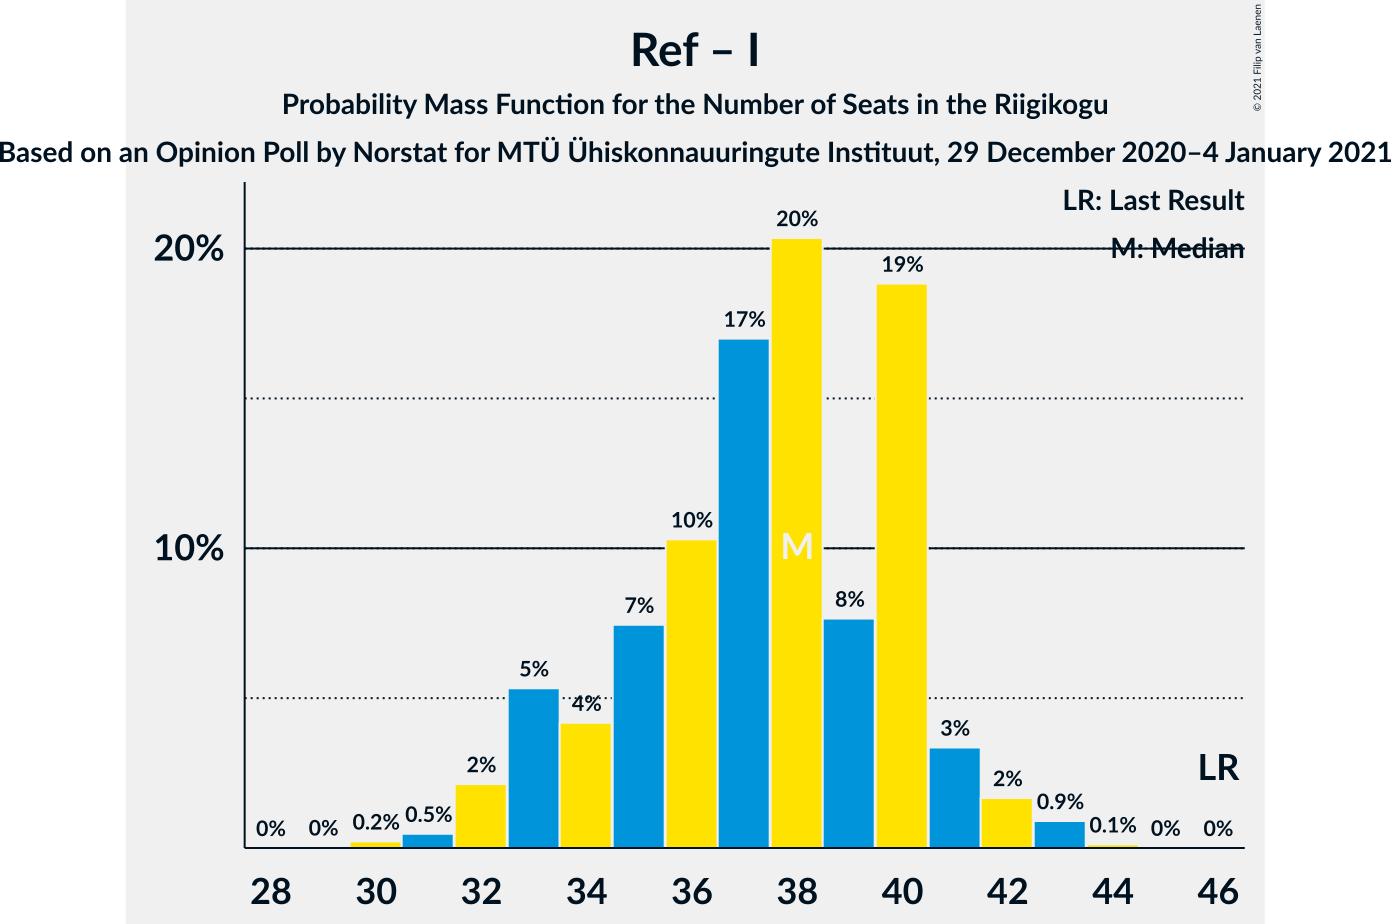 Ref – I
Probability Mass Function for the Number of Seats in the Riigikogu
Based on an Opinion Poll by Norstat for MTÜ Ühiskonnauuringute Instituut, 29 December 2020–4 January 2021
© 2021 Filip van Laenen
LR: Last Result
M: Median
20%
10%
0% 0% 0.2% 0.5% 2% 5% 4% 7% 10% 17% 20% 8% 19% 3% 2% 0.9% 0.1% 0% 0%
M
LR
28 30 32 34 36 38 40 42 44 46